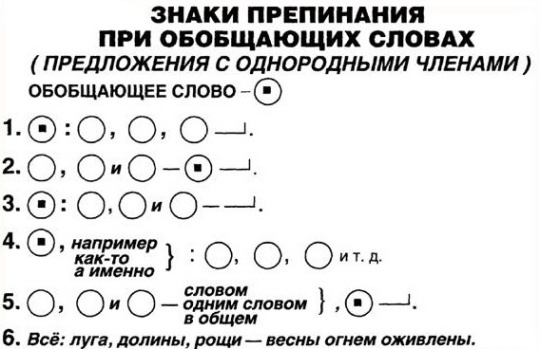 ЗНАКИ ПРЕПИНАНИЯ
ПРИ ОБОБЩАЮЩИХ СЛОВАХ
(ПРЕДЛОЖЕНИЯ С ОДНОРОДНЫМИ ЧЛЕНАМИ)
ОБОБЩАЮЩЕЕ СЛОВО – ⊡
1. ⊡ : ○, ○, ○ —.
2. ○, ○ и ○ – ⊡ —.
3. ⊡ : ○, ○ и ○ — —.
4. ⊡, например
как-то } : ○, ○, ○ и т. д.
а именно
словом
5. ○, ○ и ○ — одним словом }, ⊡ —.
в общем
6. Всё: луга, долины, рощи — весны огнем оживлены.